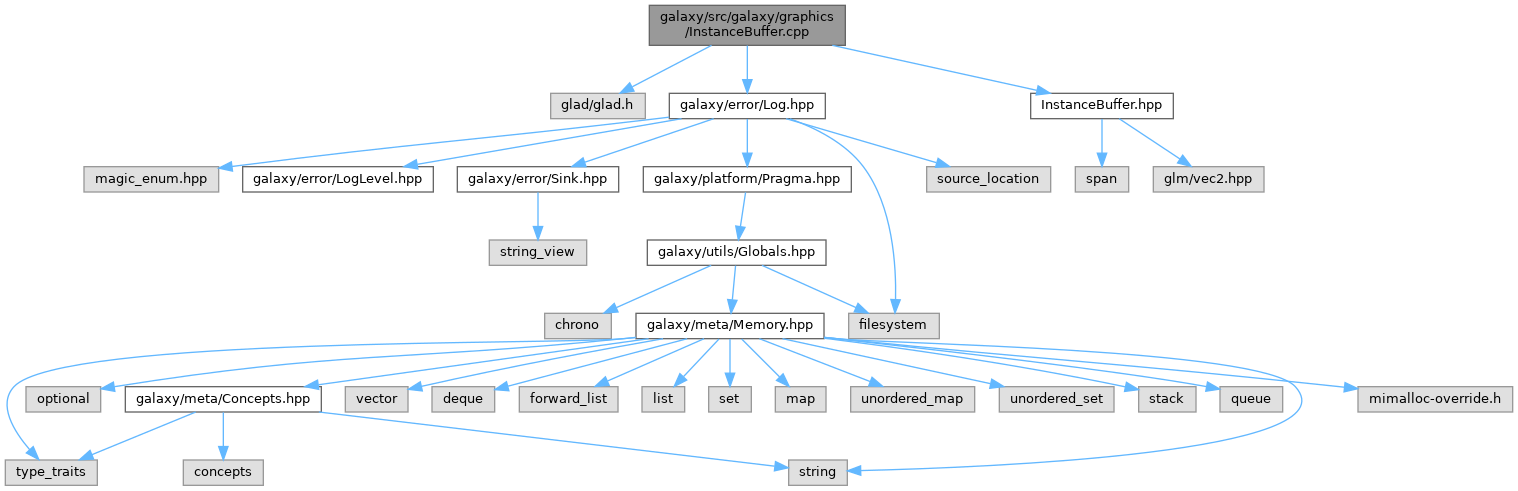 galaxy/src/galaxy/graphics
/InstanceBuffer.cpp
glad/glad.h
galaxy/error/Log.hpp
InstanceBuffer.hpp
magic_enum.hpp
galaxy/error/LogLevel.hpp
galaxy/error/Sink.hpp
galaxy/platform/Pragma.hpp
source_location
span
glm/vec2.hpp
string_view
galaxy/utils/Globals.hpp
chrono
galaxy/meta/Memory.hpp
filesystem
optional
galaxy/meta/Concepts.hpp
vector
deque
forward_list
list
set
map
unordered_map
unordered_set
stack
queue
mimalloc-override.h
type_traits
concepts
string